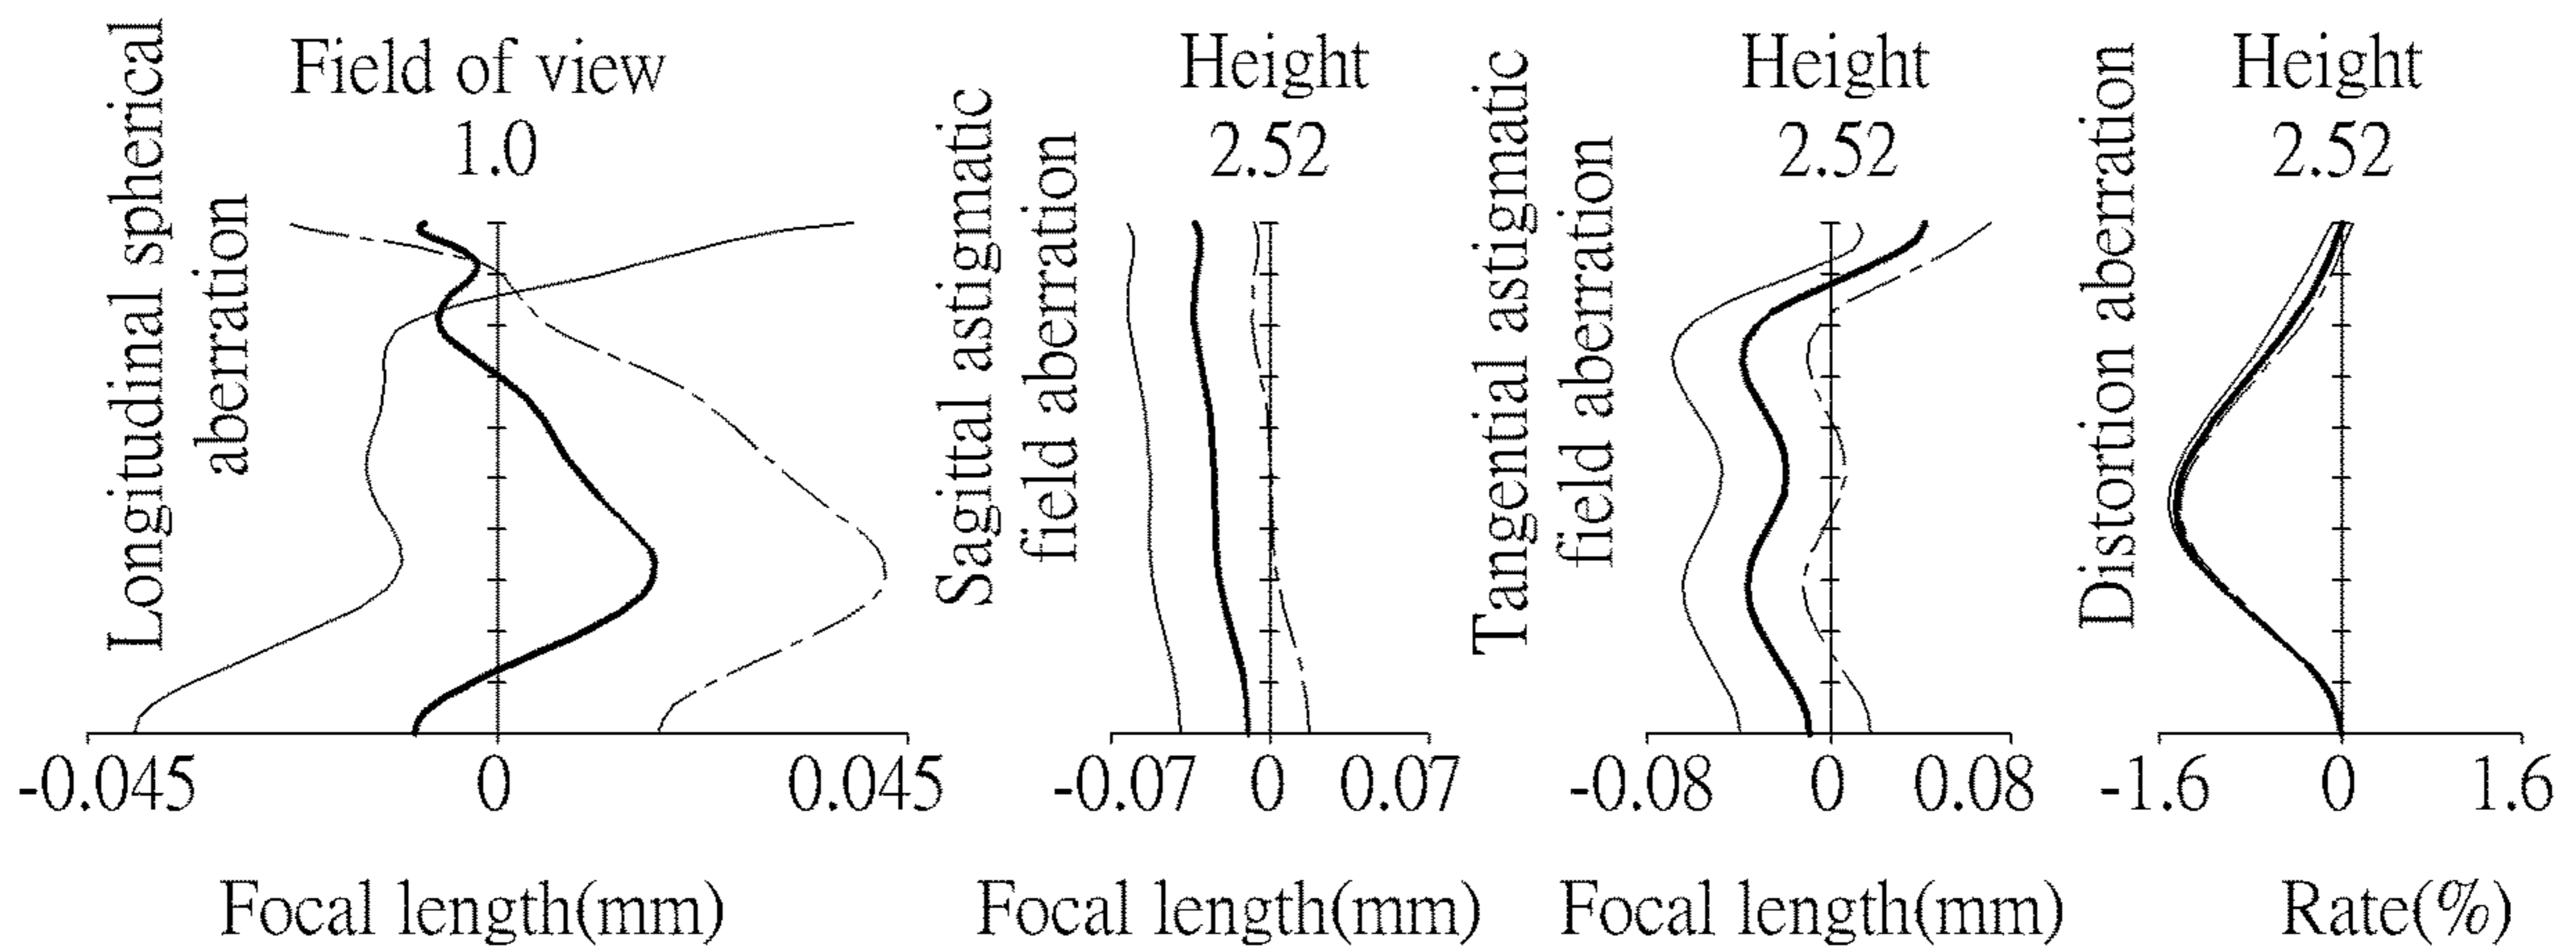 Longitudinal spherical
aberration
Field of view
1.0
-0.045
0
0.045
Focal length(mm)
Sagittal astigmatic
field aberration
Height
2.52
-0.07
0
0.07
Focal length(mm)
Tangential astigmatic
field aberration
Height
2.52
-0.08
0
0.08
Focal length(mm)
Distortion aberration
Height
2.52
-1.6
0
1.6
Rate(%)